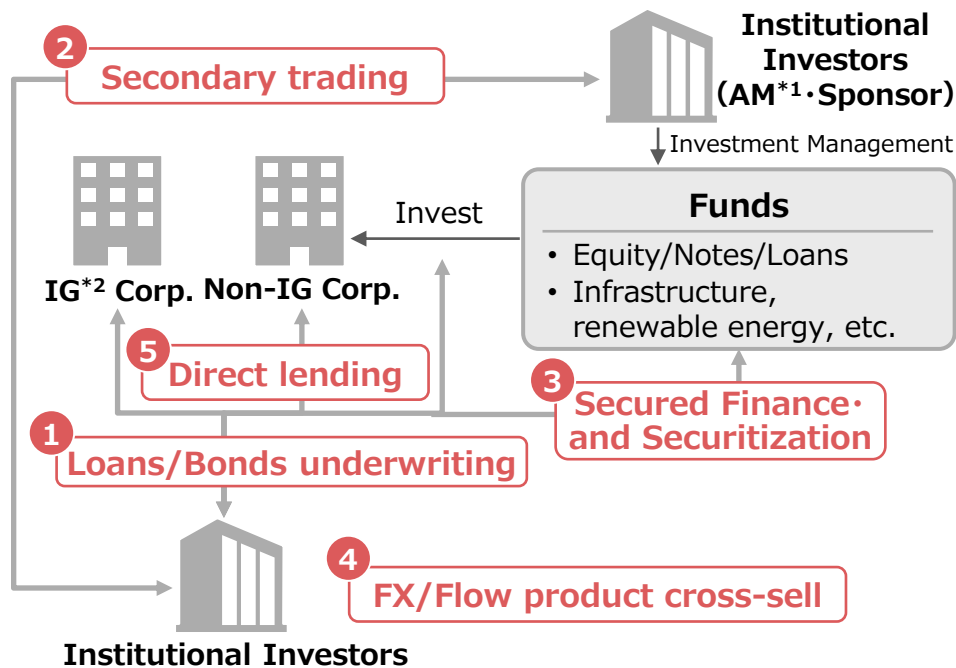 2
Secondary trading
Institutional
Investors
(AM*1・Sponsor)
Investment Management
Funds
• Equity/Notes/Loans
• Infrastructure,
renewable energy, etc.
Invest
IG*2 Corp.
Non-IG Corp.
5
Direct lending
3
Secured Finance・
and Securitization
1
Loans/Bonds underwriting
4
FX/Flow product cross-sell
Institutional Investors